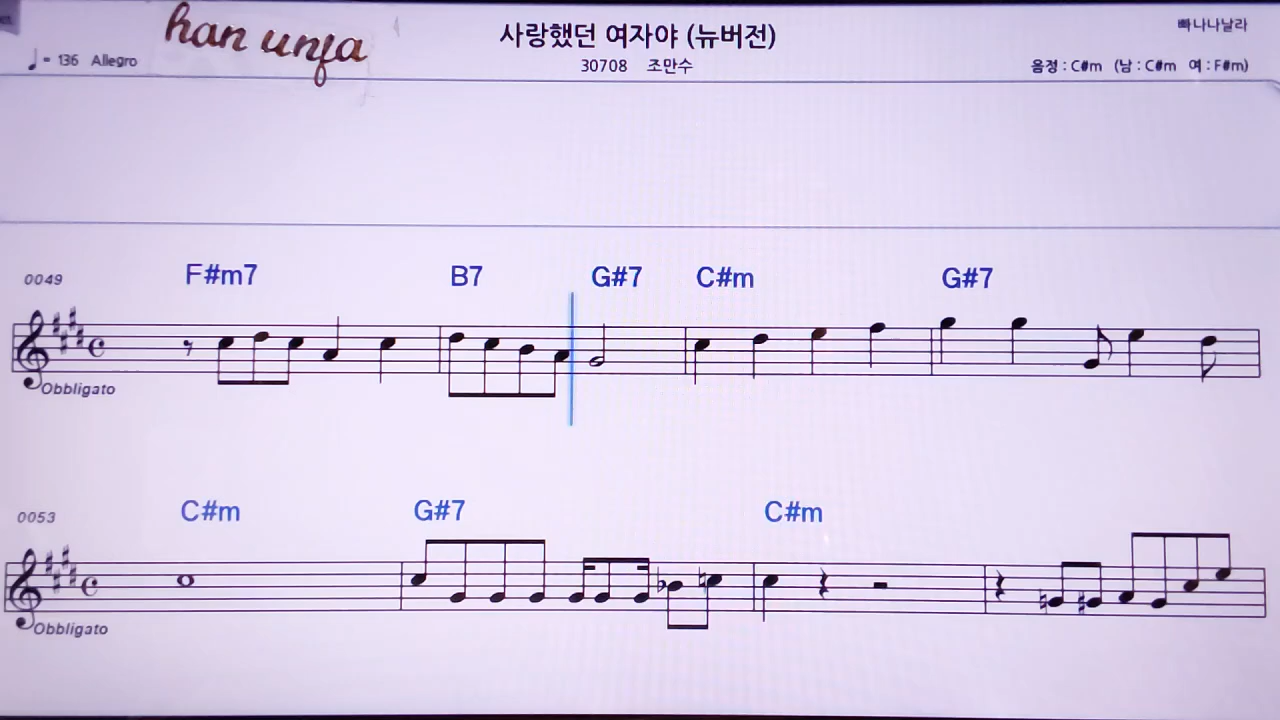 han unja
사랑했던 여자야 (뉴버전)
빠나나날라
♩= 136 Allegro
30708 조만수
음정 : C#m (남 : C#m 여 : F#m)
0049 F#m7 B7 G#7 C#m G#7
Obbligato
0053 C#m G#7 C#m
Obbligato